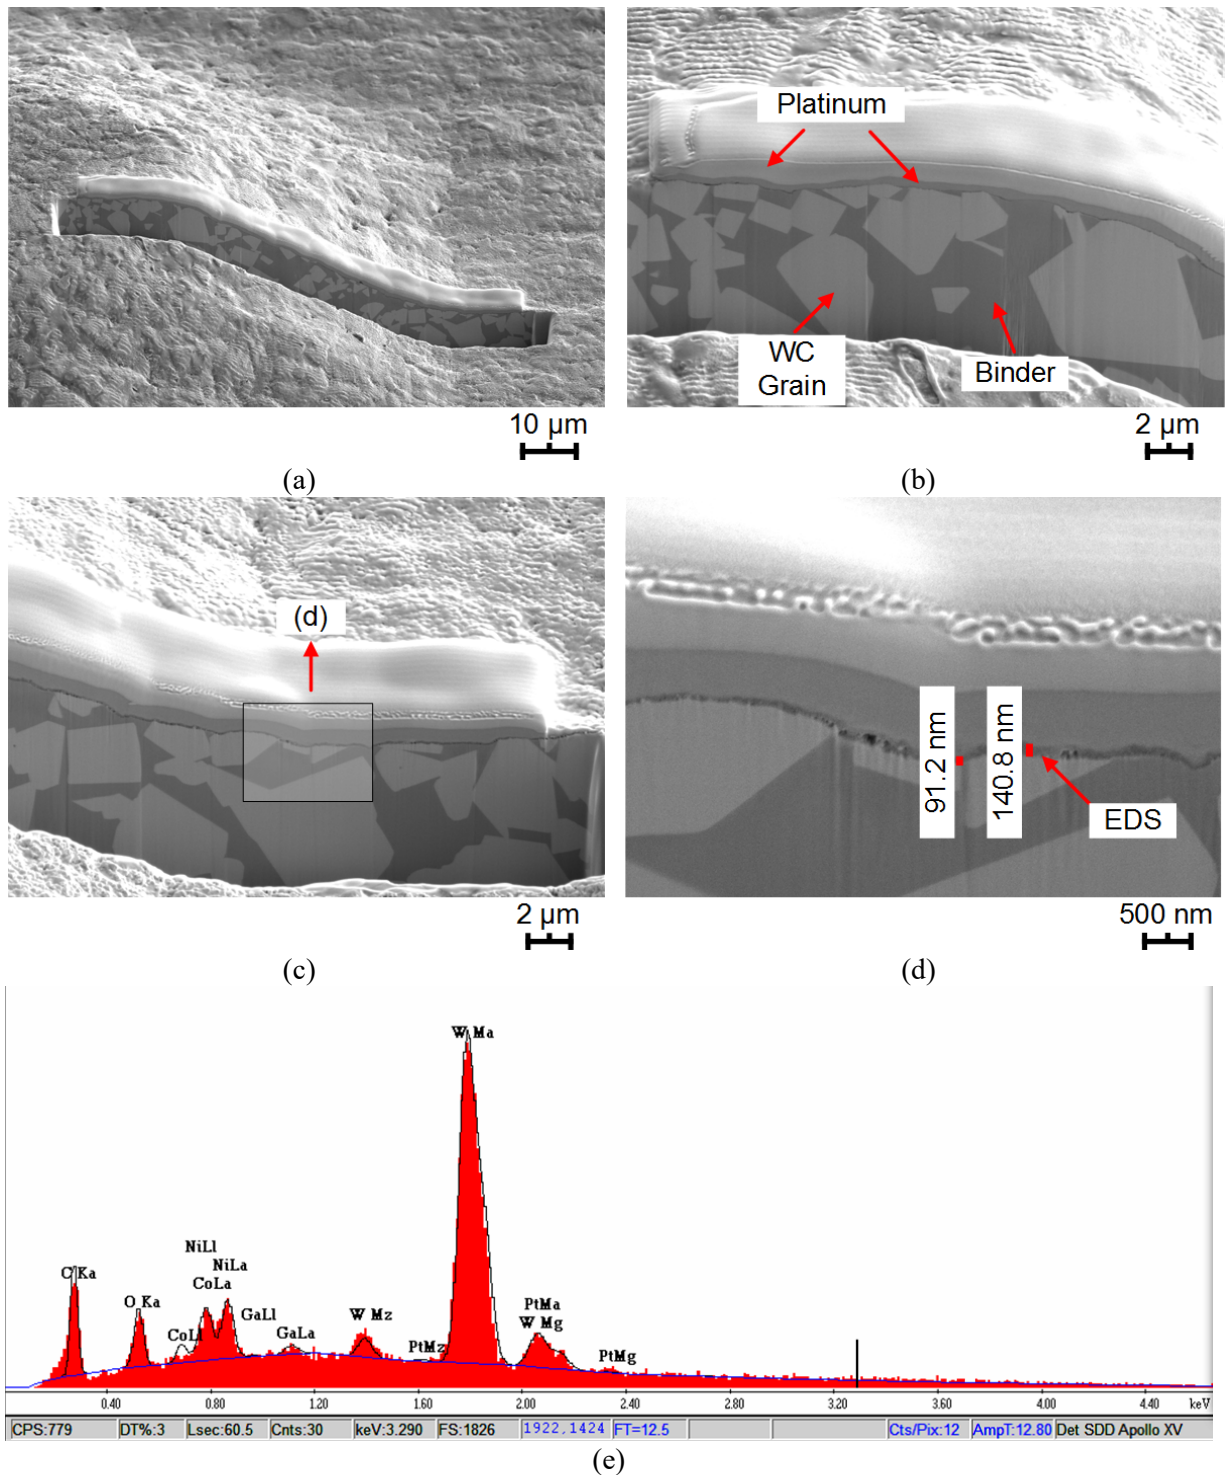 Platinum
WC
Grain
Binder
10 µm
2 µm
(a)
(b)
(d)
91.2 nm
140.8 nm
EDS
2 µm
500 nm
(c)
(d)
W Ma
C Ka
O Ka
NiLl
NiLa
CoLa
CoLl
GaLl
GaLa
W Mz
PtMz
PtMa
W Mg
PtMg
0.40 0.80 1.20 1.60 2.00 2.40 2.80 3.20 3.60 4.00 4.40 keV
CPS:779 DT%:3 Lsec:60.5 Cnts:30 keV:3.290 FS:1826 1922,1424 FT=12.5 Cts/Pix:12 AmpT:12.80 Det SDD Apollo XV
(e)